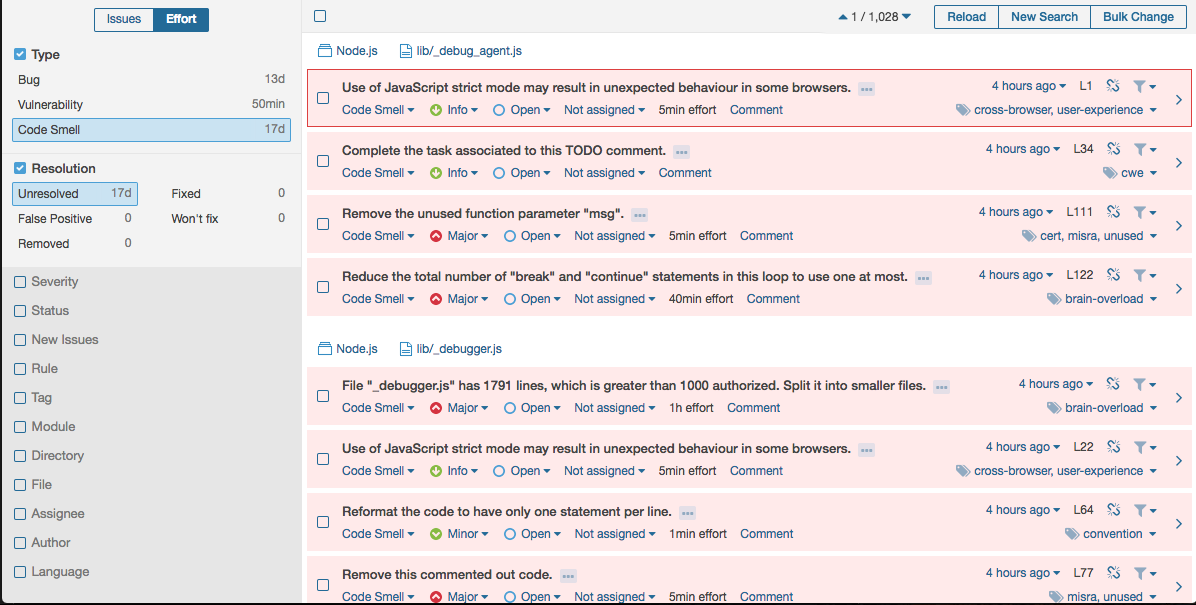 Issues Effort
Type
Bug 13d
Vulnerability 50min
Code Smell 17d
Resolution
Unresolved 17d Fixed 0
False Positive 0 Won't fix 0
Removed 0
Severity
Status
New Issues
Rule
Tag
Module
Directory
File
Assignee
Author
Language
1 / 1,028 Reload New Search Bulk Change
Node.js lib/_debug_agent.js
Use of JavaScript strict mode may result in unexpected behaviour in some browsers. ••• 4 hours ago L1
Code Smell Info Open Not assigned 5min effort Comment cross-browser, user-experience
Complete the task associated to this TODO comment. ••• 4 hours ago L34
Code Smell Info Open Not assigned Comment cwe
Remove the unused function parameter "msg". ••• 4 hours ago L111
Code Smell Major Open Not assigned 5min effort Comment cert, misra, unused
Reduce the total number of "break" and "continue" statements in this loop to use one at most. ••• 4 hours ago L122
Code Smell Major Open Not assigned 40min effort Comment brain-overload
Node.js lib/_debugger.js
File "_debugger.js" has 1791 lines, which is greater than 1000 authorized. Split it into smaller files. ••• 4 hours ago
Code Smell Major Open Not assigned 1h effort Comment brain-overload
Use of JavaScript strict mode may result in unexpected behaviour in some browsers. ••• 4 hours ago L22
Code Smell Info Open Not assigned 5min effort Comment cross-browser, user-experience
Reformat the code to have only one statement per line. ••• 4 hours ago L64
Code Smell Minor Open Not assigned 1min effort Comment convention
Remove this commented out code. ••• 4 hours ago L77
Code Smell Major Open Not assigned 5min effort Comment misra, unused